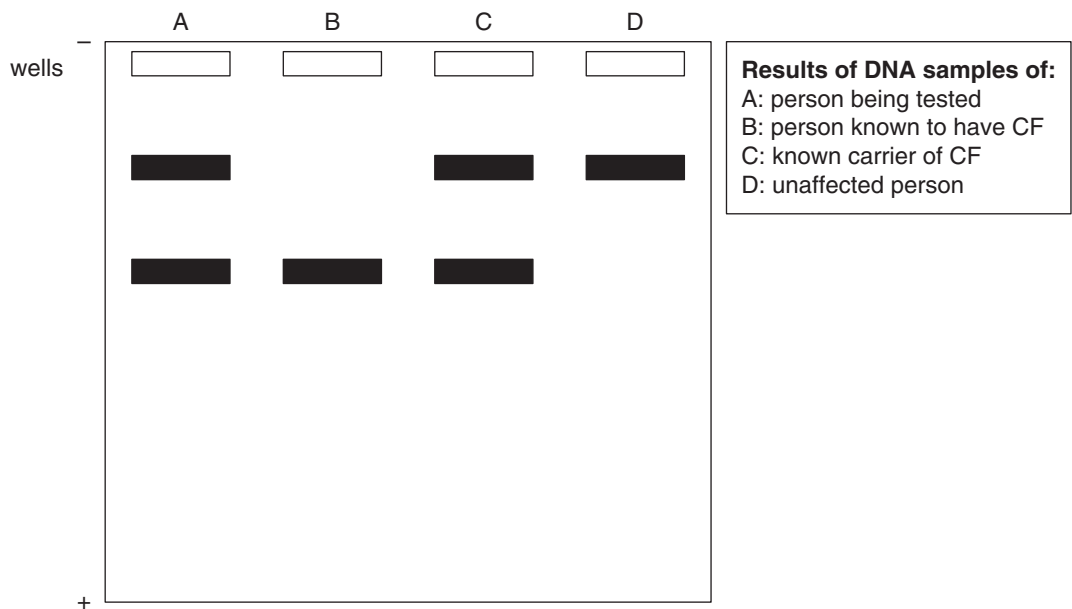 A B C D
–
wells
Results of DNA samples of:
A: person being tested
B: person known to have CF
C: known carrier of CF
D: unaffected person
+